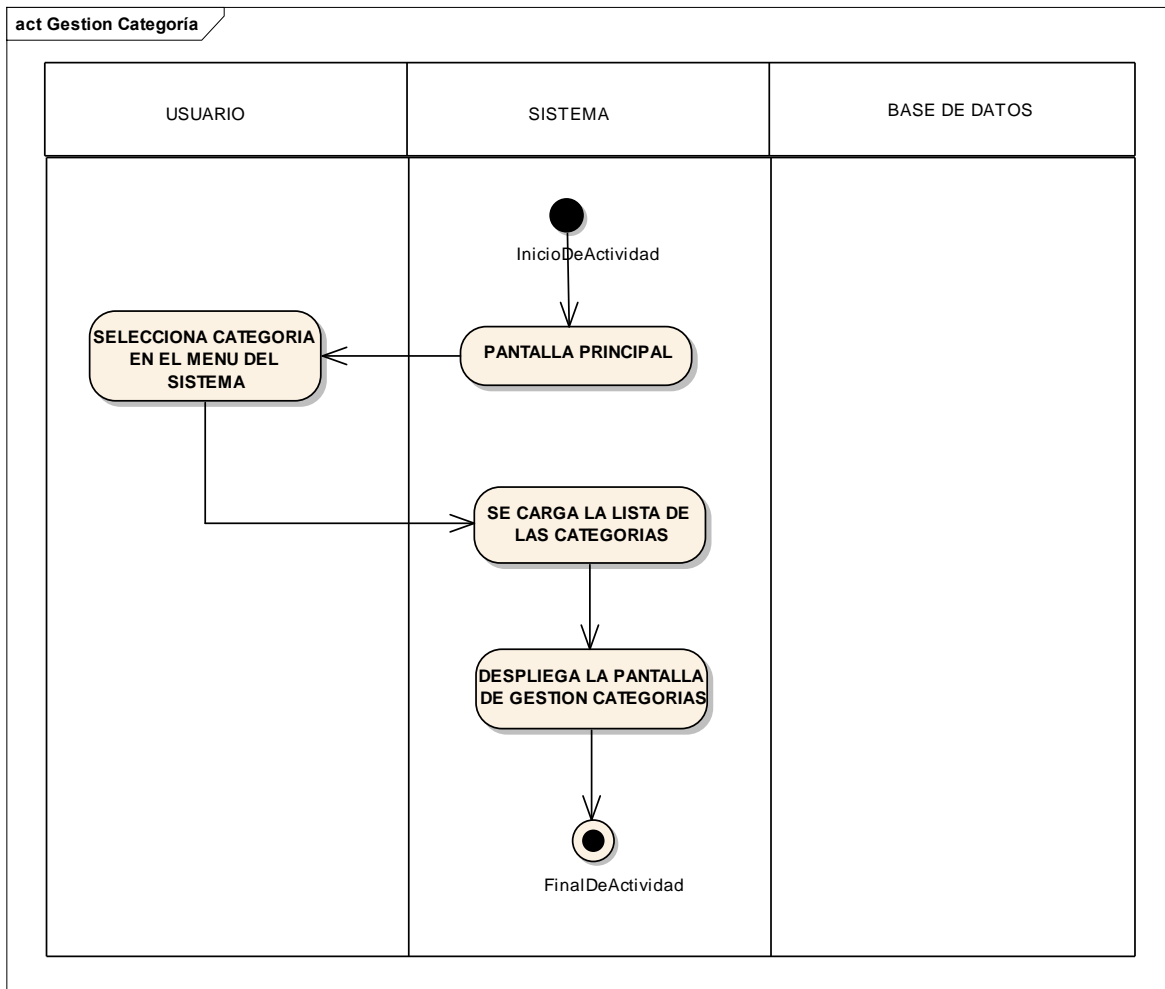 act Gestion Categoría
USUARIO
SISTEMA
BASE DE DATOS
InicioDeActividad
PANTALLA PRINCIPAL
SELECCIONA CATEGORIA
EN EL MENU DEL
SISTEMA
SE CARGA LA LISTA DE
LAS CATEGORIAS
DESPLIEGA LA PANTALLA
DE GESTION CATEGORIAS
FinalDeActividad